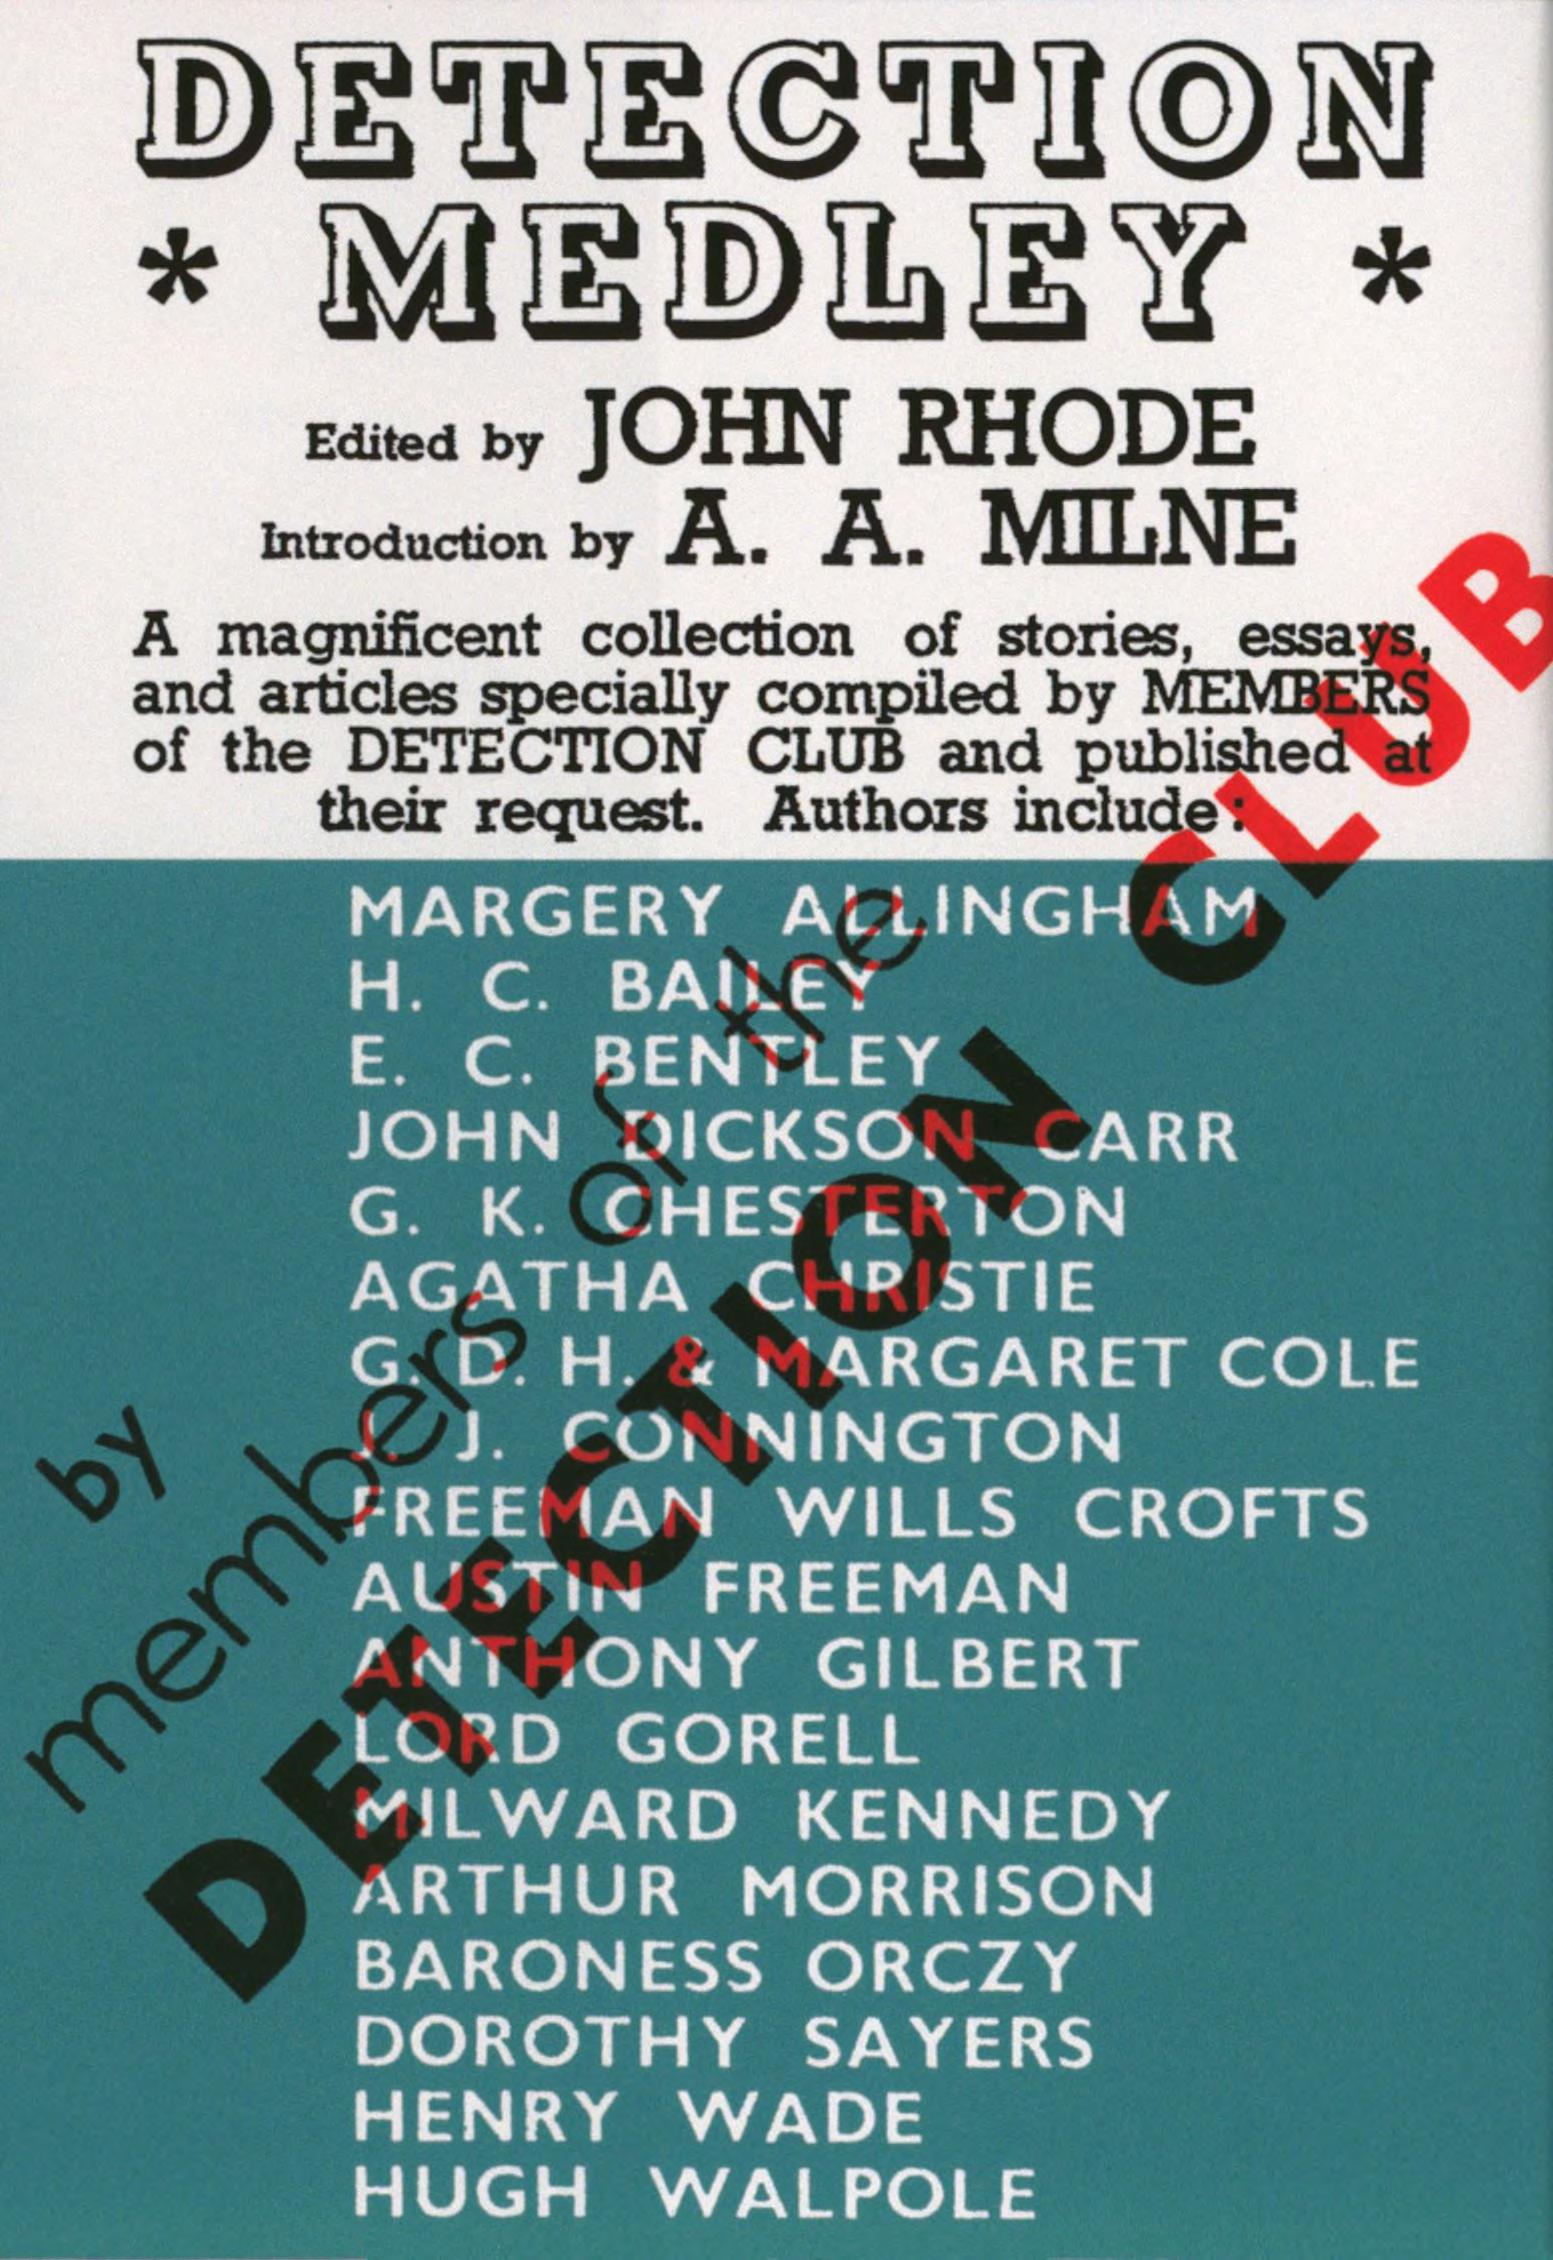 DETECTION
* MEDLEY *
Edited by JOHN RHODE
Introduction by A. A. MILNE
A magnificent collection of stories, essays,
and articles specially compiled by MEMBERS
of the DETECTION CLUB and published at
their request. Authors include:
MARGERY ALLINGHAM
H. C. BAILEY
E. C. BENTLEY
JOHN DICKSON CARR
G. K. CHESTERTON
AGATHA CHRISTIE
G. D. H. & MARGARET COLE
J. J. CONNINGTON
FREEMAN WILLS CROFTS
AUSTIN FREEMAN
ANTHONY GILBERT
LORD GORELL
MILWARD KENNEDY
ARTHUR MORRISON
BARONESS ORCZY
DOROTHY SAYERS
HENRY WADE
HUGH WALPOLE
by
members of the
DETECTION CLUB